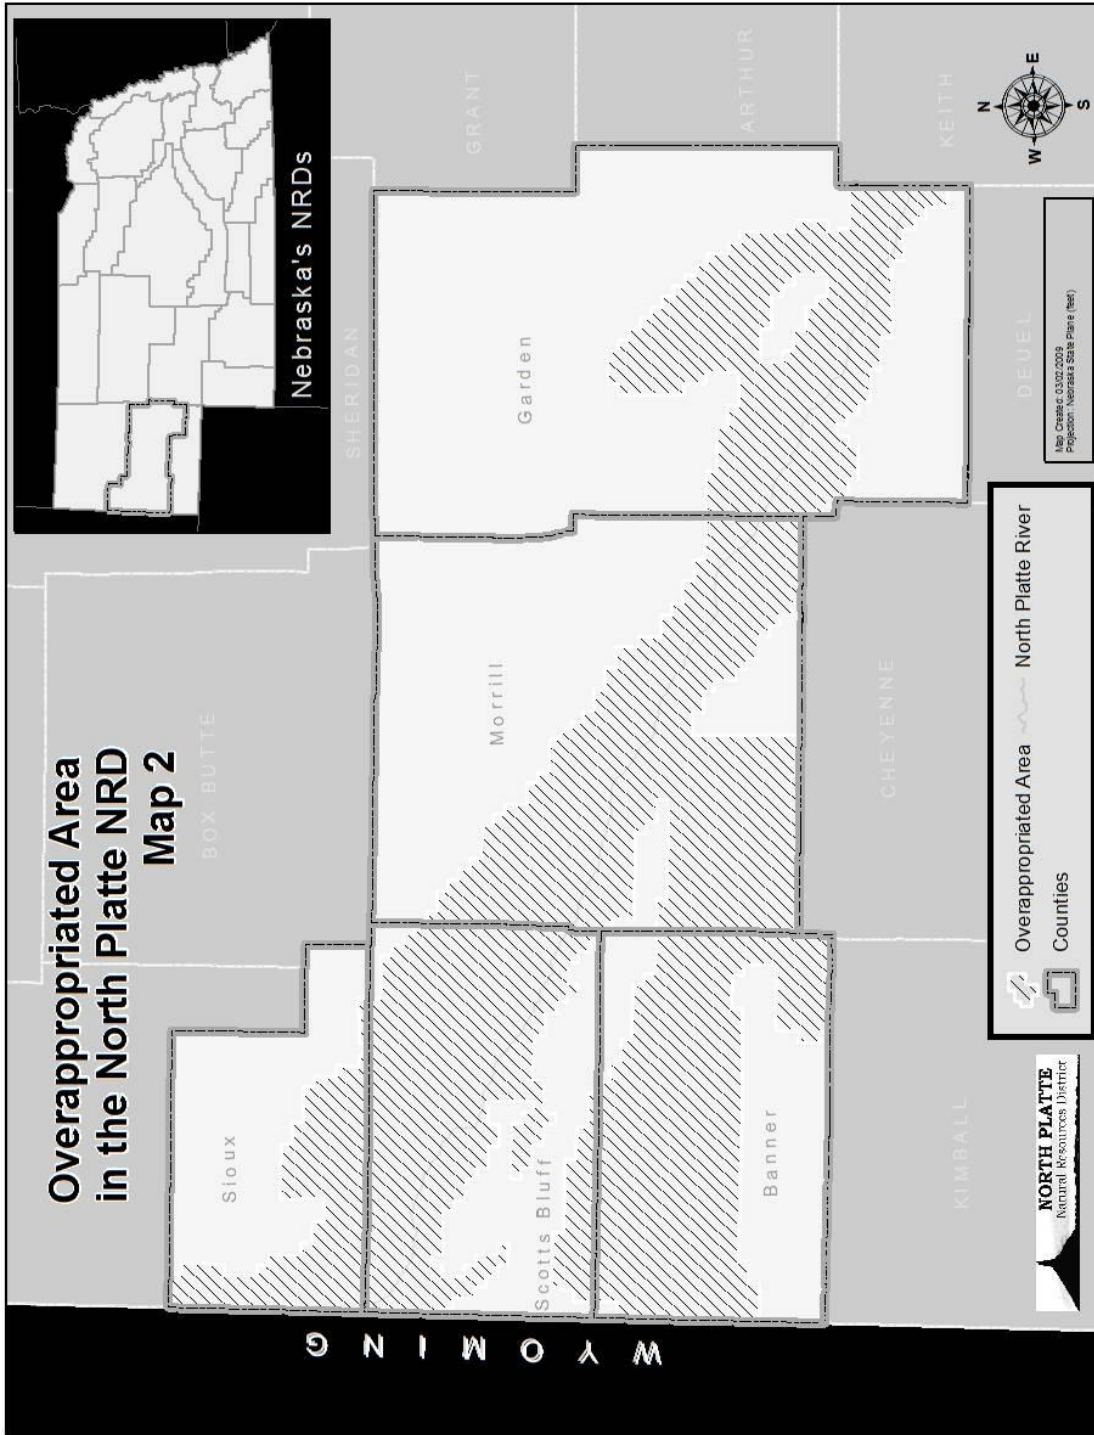 Overappropriated Area
in the North Platte NRD
Map 2
Nebraska's NRDs
SHERIDAN
GRANT
ARTHUR
KEITH
BOX BUTTE
Sioux
Garden
Morrill
Scotts Bluff
Banner
WYOMING
CHEYENNE
KIMBALL
DEUEL
N
W
E
S
NORTH PLATTE
Natural Resources District
Overappropriated Area
North Platte River
Counties
Map Created: 03/02/2009
Projection: Nebraska State Plane (feet)